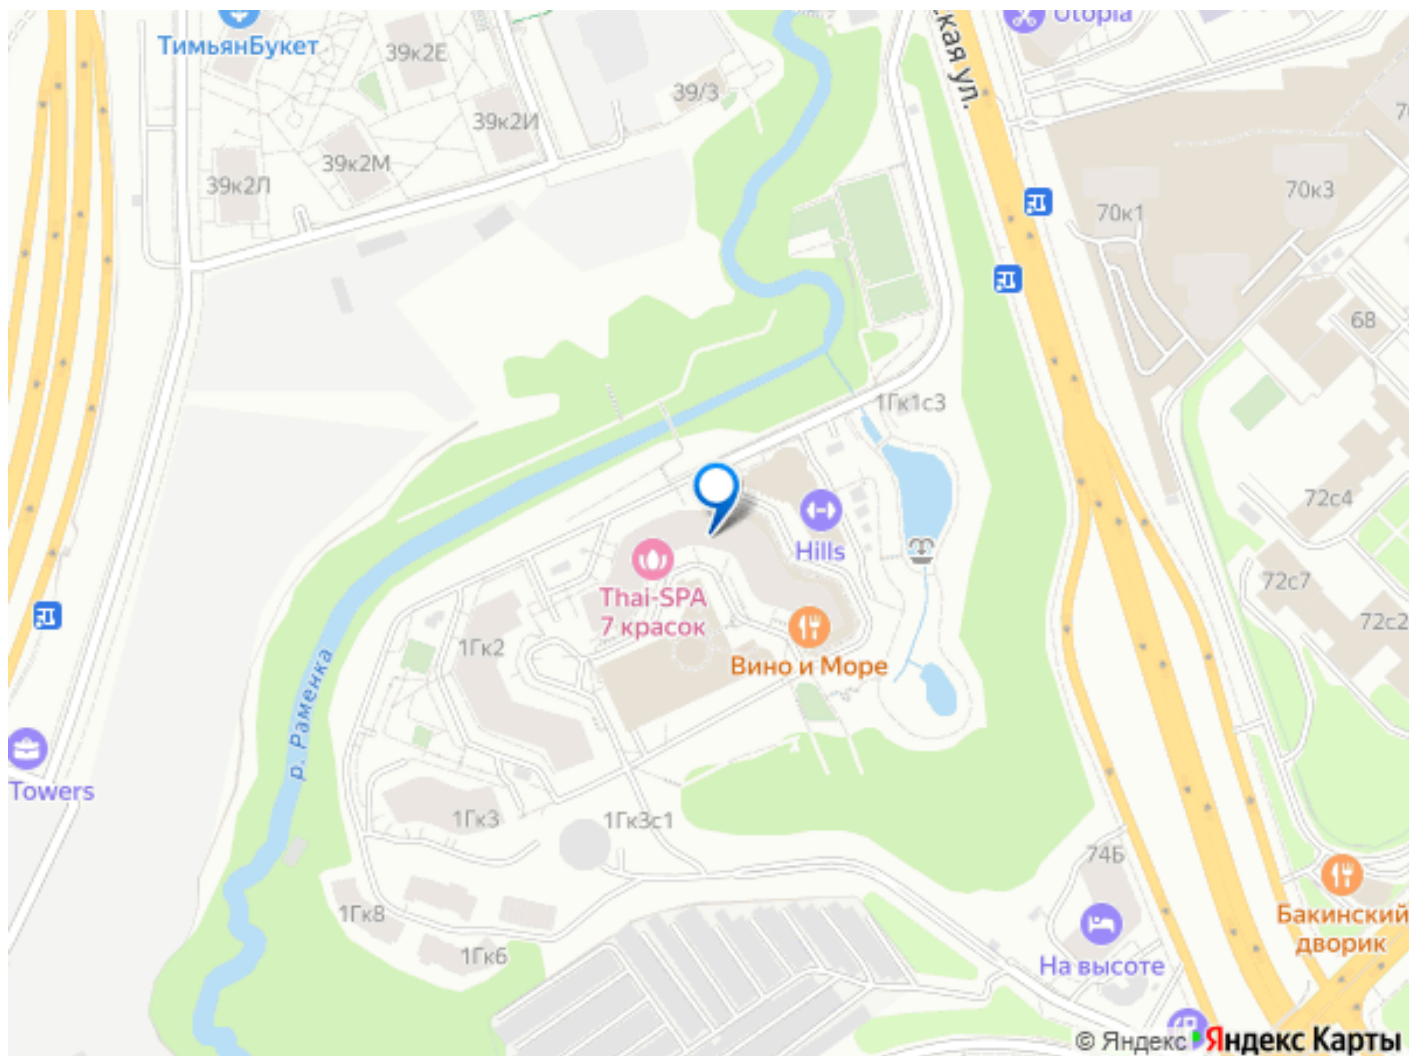 Utopia
ская ул.
ТимьянБукет
39к2Е
39/3
39к2И
39к2М
39к2Л
70к3
70к1
68
1Гк1с3
72с4
Hills
Thai-SPA
7 красок
72с7
72с2
1Гк2
Вино и Море
р. Раменка
Towers
1Гк3
1Гк3с1
74Б
1Гк8
Бакинский
дворик
1Гк6
На высоте
© Яндекс Яндекс Карты